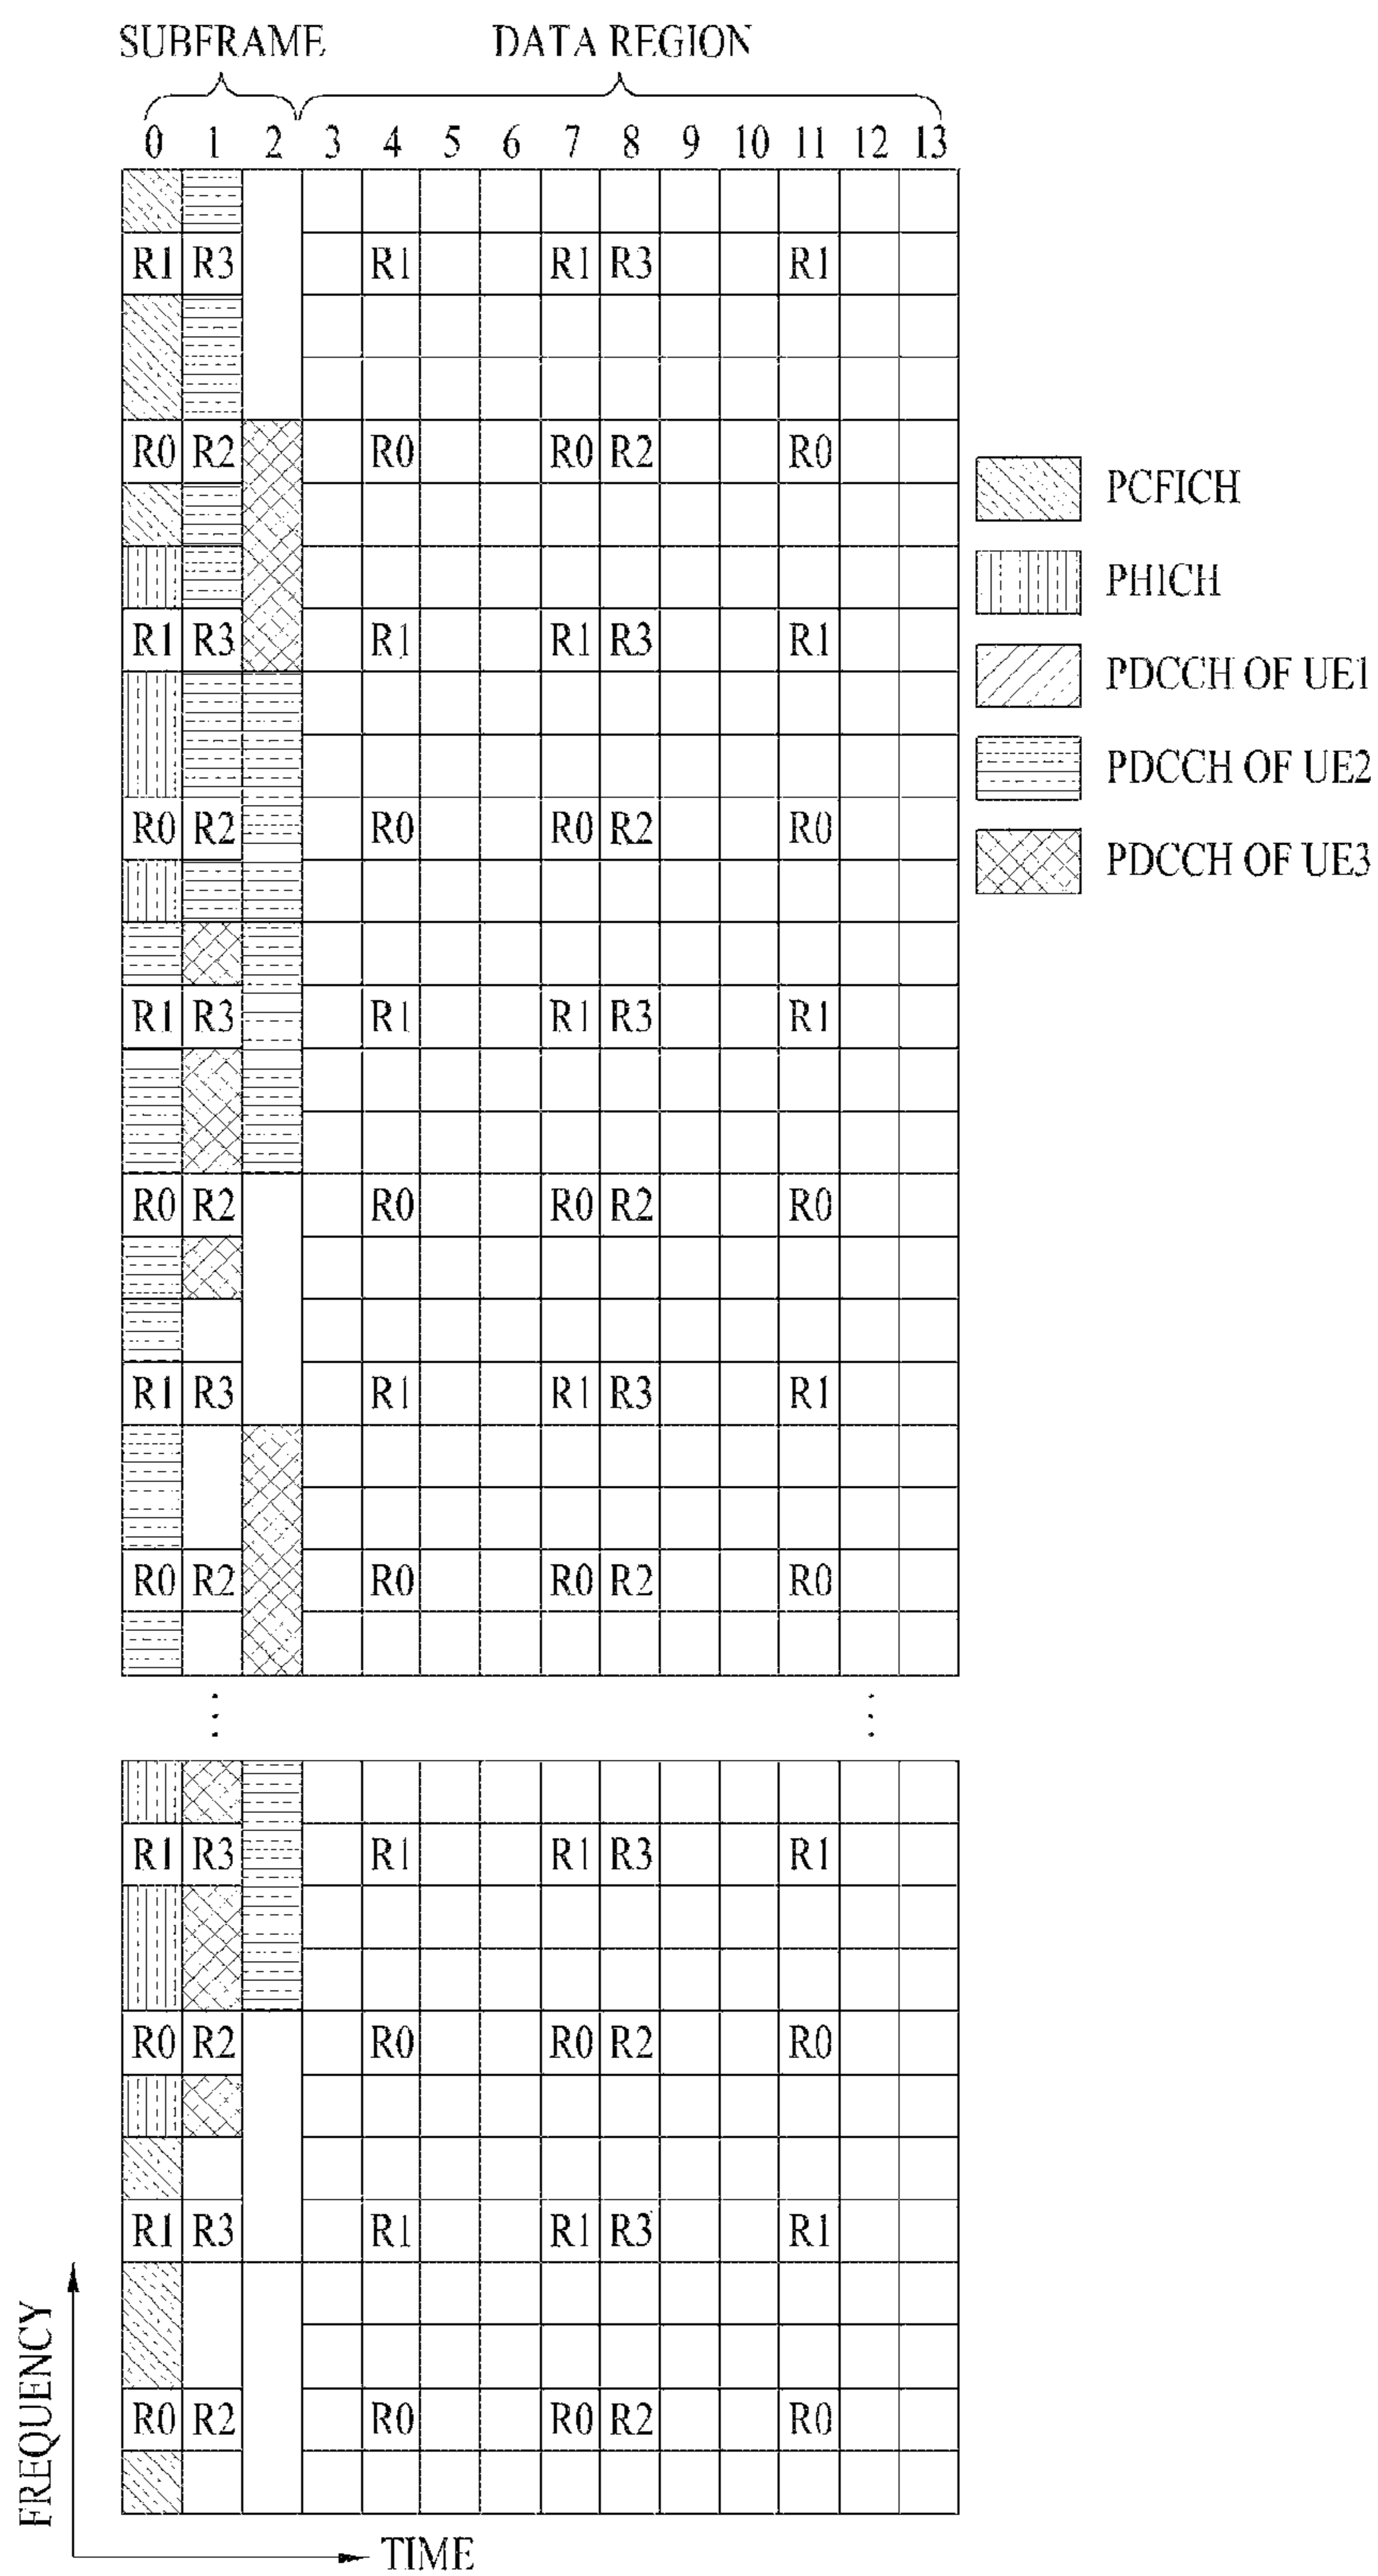 SUBFRAME DATA REGION
0 1 2 3 4 5 6 7 8 9 10 11 12 13
R1 R3 R1 R1 R3 R1
R0 R2 R0 R0 R2 R0
PCFICH
PHICH
R1 R3 R1 R1 R3 R1
PDCCH OF UE1
PDCCH OF UE2
R0 R2 R0 R0 R2 R0
PDCCH OF UE3
R1 R3 R1 R1 R3 R1
R0 R2 R0 R0 R2 R0
R1 R3 R1 R1 R3 R1
R0 R2 R0 R0 R2 R0
R1 R3 R1 R1 R3 R1
R0 R2 R0 R0 R2 R0
R1 R3 R1 R1 R3 R1
R0 R2 R0 R0 R2 R0
FREQUENCY
TIME